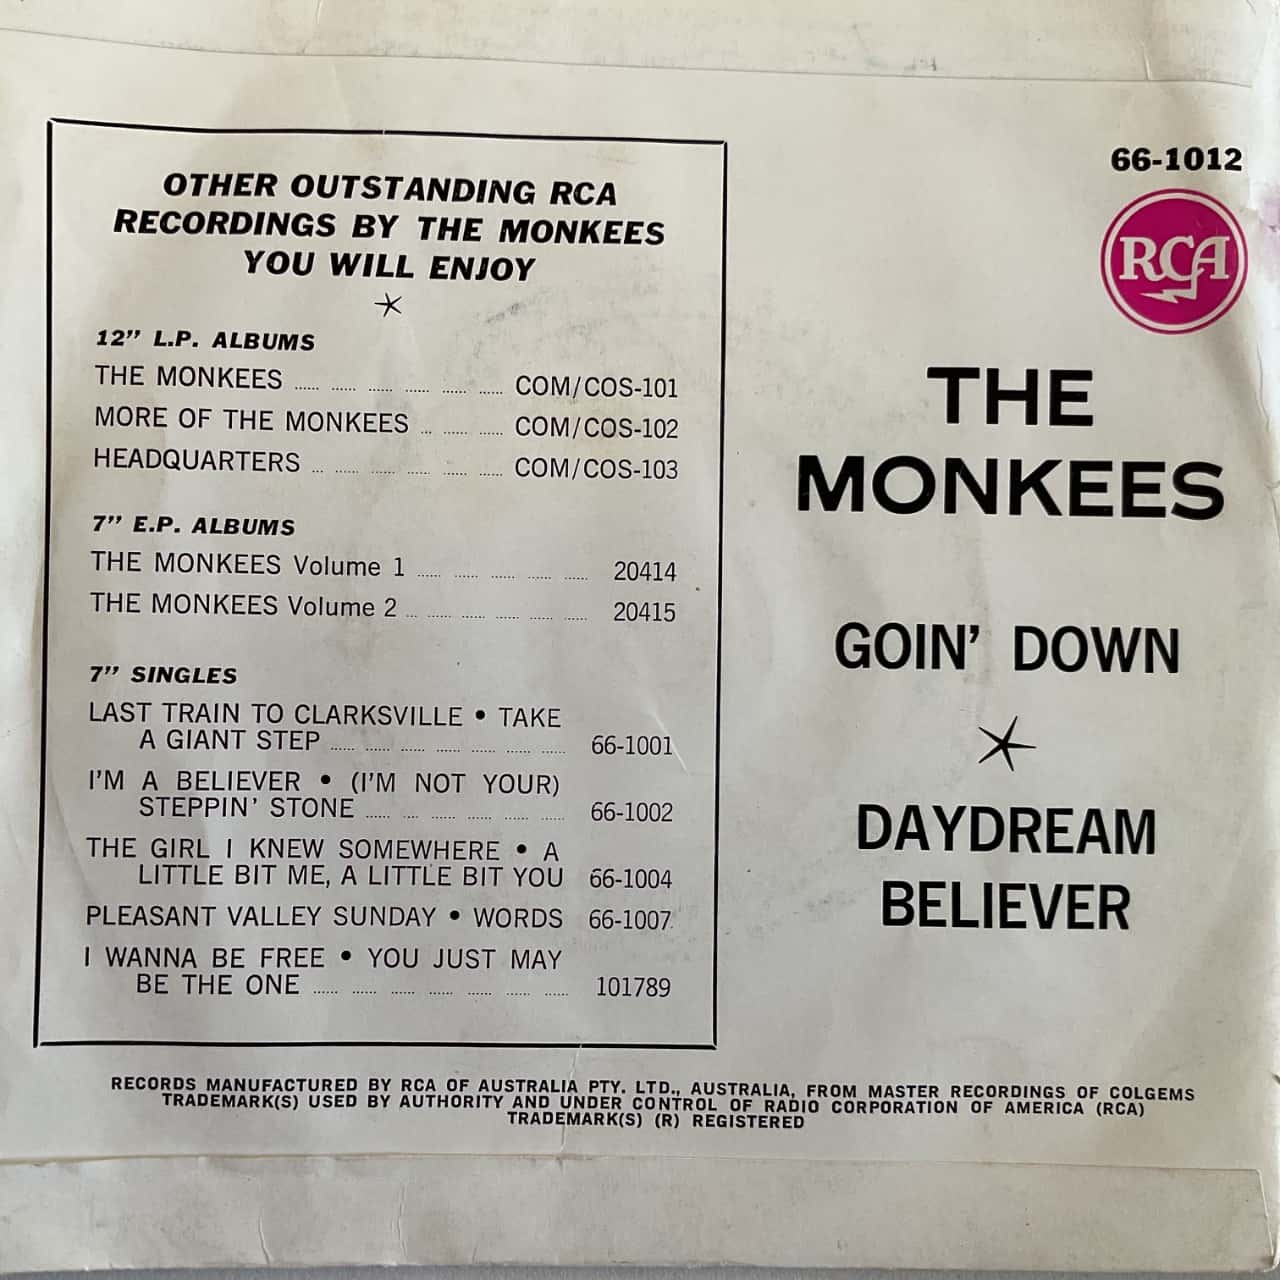 OTHER OUTSTANDING RCA
RECORDINGS BY THE MONKEES
YOU WILL ENJOY
12" L.P. ALBUMS
THE MONKEES ...... ...... ...... ...... ...... ...... COM/COS-101
MORE OF THE MONKEES ... ...... ...... COM/COS-102
HEADQUARTERS ... ...... ...... ...... ...... ...... COM/COS-103
7" E.P. ALBUMS
THE MONKEES Volume 1 ...... ...... ...... ...... ...... 20414
THE MONKEES Volume 2 ... ...... ...... ...... ...... 20415
7" SINGLES
LAST TRAIN TO CLARKSVILLE • TAKE
A GIANT STEP ...... ...... ...... ...... ...... ...... ...... 66-1001
I'M A BELIEVER • (I'M NOT YOUR)
STEPPIN' STONE ...... .... ...... ...... ...... ...... 66-1002
THE GIRL I KNEW SOMEWHERE • A
LITTLE BIT ME, A LITTLE BIT YOU 66-1004
PLEASANT VALLEY SUNDAY • WORDS 66-1007
I WANNA BE FREE • YOU JUST MAY
BE THE ONE ...... ...... ...... ...... ...... ...... ...... 101789
66-1012
RCA
THE
MONKEES
GOIN' DOWN
DAYDREAM
BELIEVER
RECORDS MANUFACTURED BY RCA OF AUSTRALIA PTY. LTD., AUSTRALIA, FROM MASTER RECORDINGS OF COLGEMS
TRADEMARK(S) USED BY AUTHORITY AND UNDER CONTROL OF RADIO CORPORATION OF AMERICA (RCA)
TRADEMARK(S) (R) REGISTERED